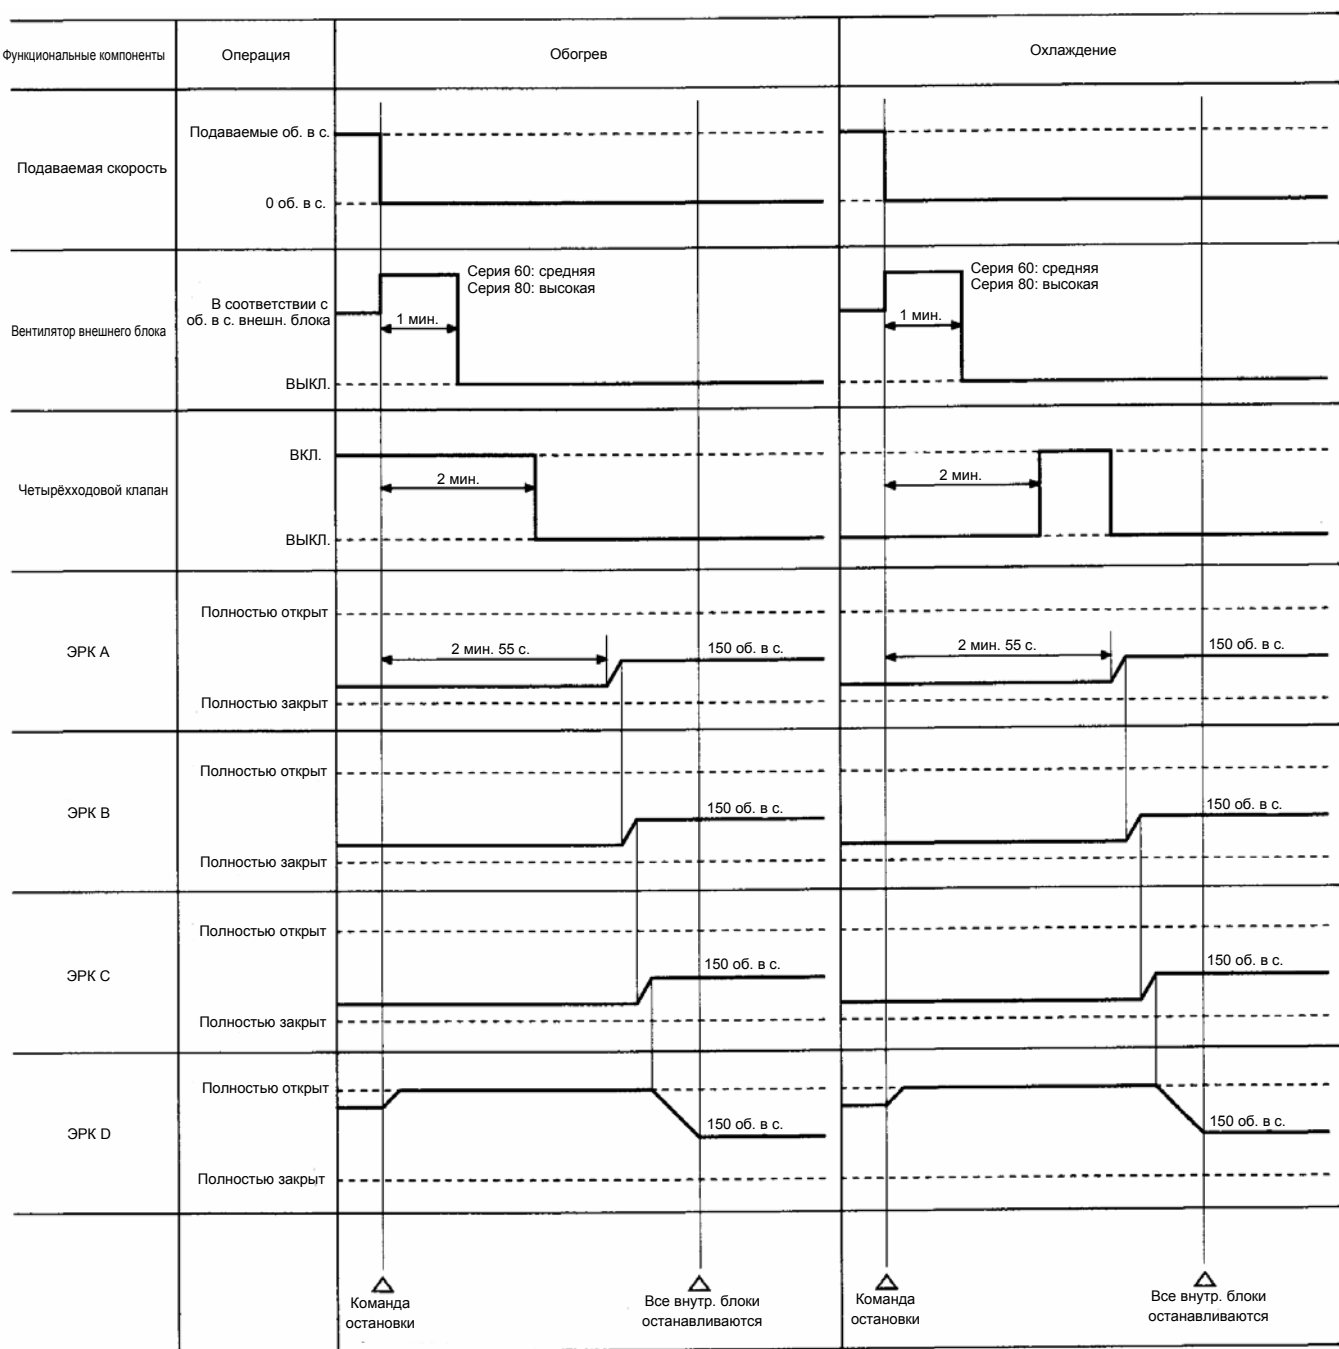 Функциональные компоненты
Операция
Обогрев
Охлаждение
Подаваемая скорость
Подаваемые об. в с.
0 об. в с.
Вентилятор внешнего блока
В соответствии с
об. в с. внешн. блока
ВЫКЛ.
Серия 60: средняя
Серия 80: высокая
1 мин.
Серия 60: средняя
Серия 80: высокая
1 мин.
Четырёхходовой клапан
ВКЛ.
ВЫКЛ.
2 мин.
2 мин.
ЭРК A
Полностью открыт
Полностью закрыт
2 мин. 55 с.
150 об. в с.
2 мин. 55 с.
150 об. в с.
ЭРК B
Полностью открыт
Полностью закрыт
150 об. в с.
150 об. в с.
ЭРК C
Полностью открыт
Полностью закрыт
150 об. в с.
150 об. в с.
ЭРК D
Полностью открыт
Полностью закрыт
150 об. в с.
150 об. в с.
Команда
остановки
Все внутр. блоки
останавливаются
Команда
остановки
Все внутр. блоки
останавливаются